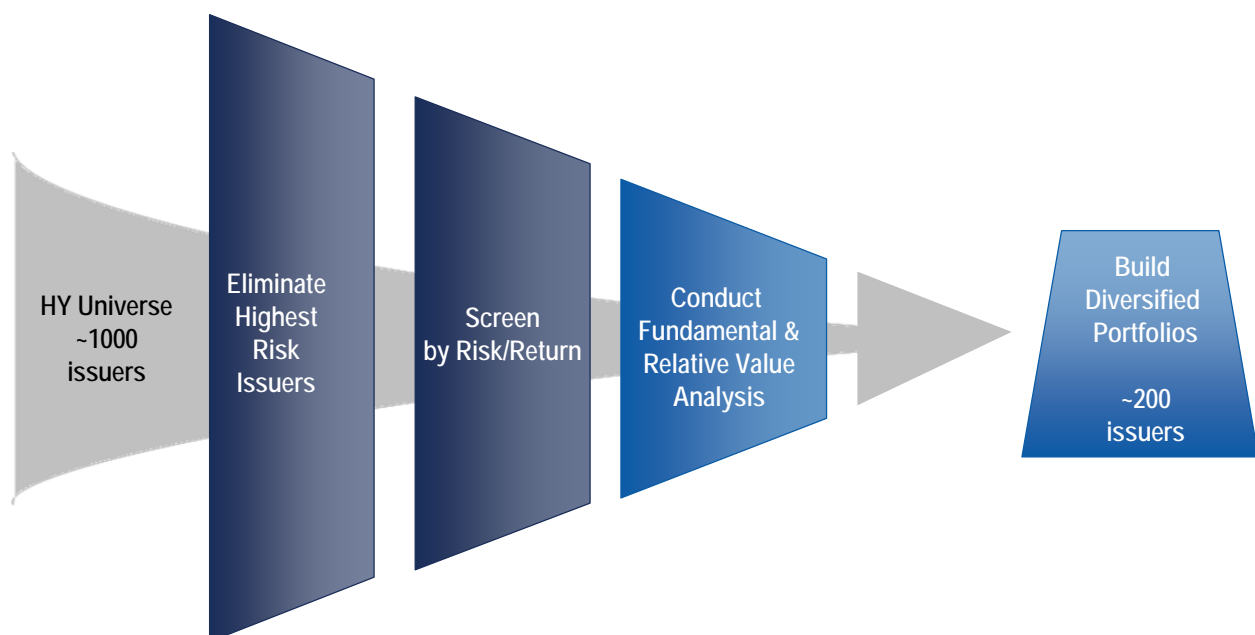 HY Universe
~1000
issuers
Eliminate
Highest
Risk
Issuers
Screen
by Risk/Return
Conduct
Fundamental &
Relative Value
Analysis
Build
Diversified
Portfolios
~200
issuers